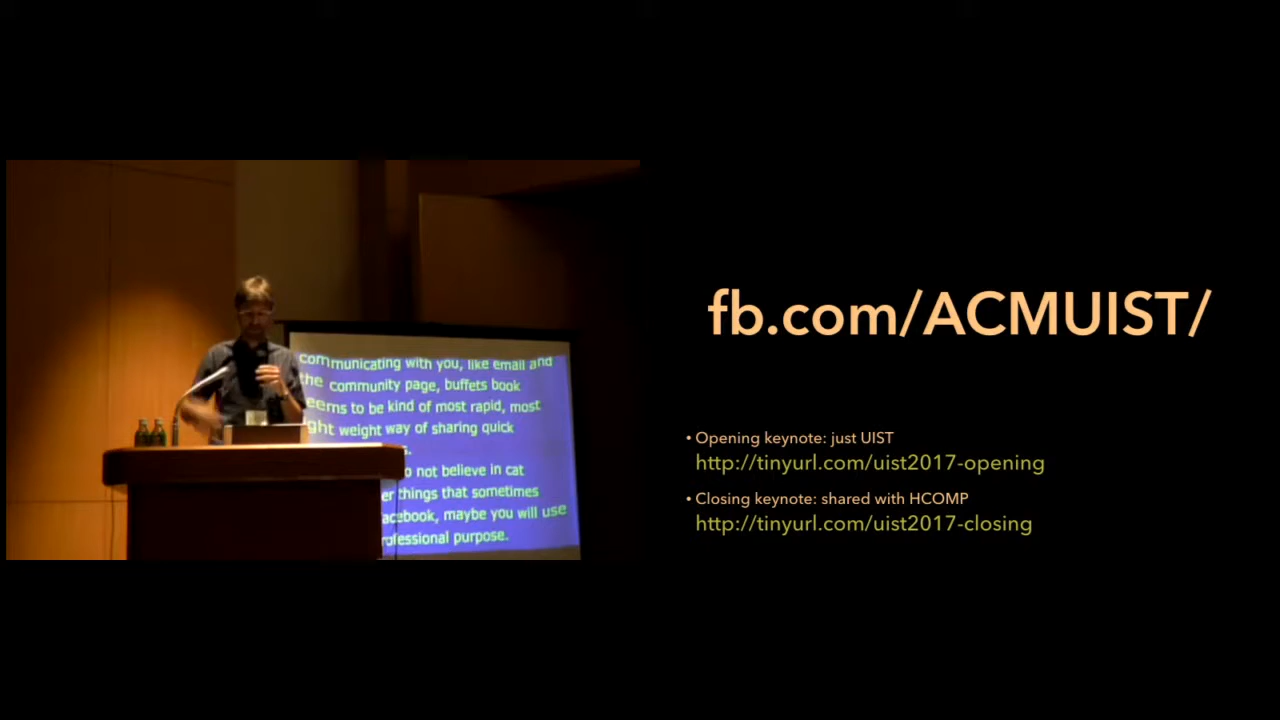 communicating with you, like email and
the community page, buffets book
eems to be kind of most rapid, most
ght weight way of sharing quick
s.
o not believe in cat
er things that sometimes
acebook, maybe you will use
ofessional purpose.
fb.com/ACMUIST/
• Opening keynote: just UIST
http://tinyurl.com/uist2017-opening
• Closing keynote: shared with HCOMP
http://tinyurl.com/uist2017-closing